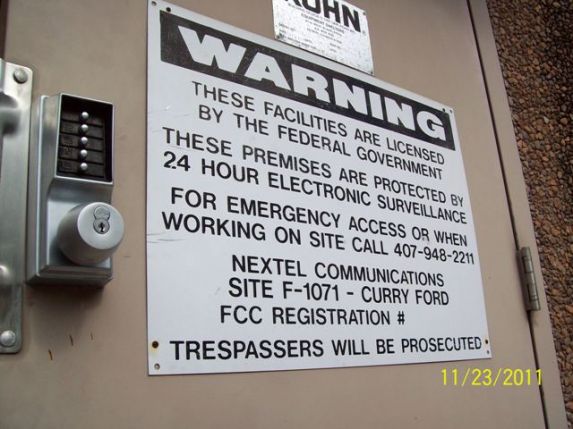 KOHN
WARNING
THESE FACILITIES ARE LICENSED
BY THE FEDERAL GOVERNMENT
THESE PREMISES ARE PROTECTED BY
24 HOUR ELECTRONIC SURVEILLANCE
FOR EMERGENCY ACCESS OR WHEN
WORKING ON SITE CALL 407-948-2211
NEXTEL COMMUNICATIONS
SITE F-1071 - CURRY FORD
FCC REGISTRATION #
TRESPASSERS WILL BE PROSECUTED
11/23/2011